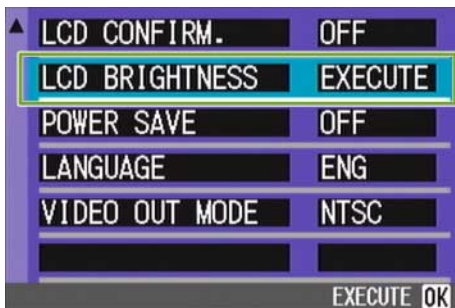 LCD CONFIRM. OFF
LCD BRIGHTNESS EXECUTE
POWER SAVE OFF
LANGUAGE ENG
VIDEO OUT MODE NTSC
EXECUTE OK